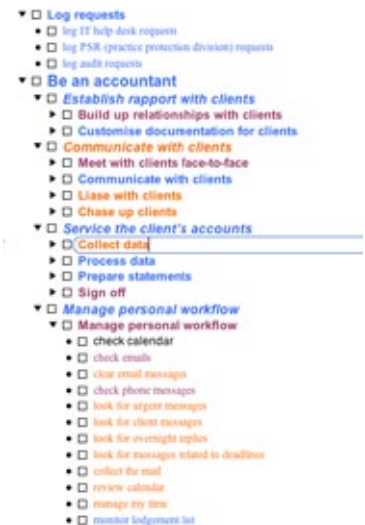 Log requests
log IT help desk requests
log PSR (practice protection division) requests
log audit requests
Be an accountant
Establish rapport with clients
Build up relationships with clients
Customise documentation for clients
Communicate with clients
Meet with clients face-to-face
Communicate with clients
Liase with clients
Chase up clients
Service the client's accounts
Collect data
Process data
Prepare statements
Sign off
Manage personal workflow
Manage personal workflow
check calendar
check emails
clear email messages
check phone messages
look for urgent messages
look for client messages
look for overnight replies
look for messages related to deadlines
collect the mail
review calendar
manage my time
monitor lodgement list